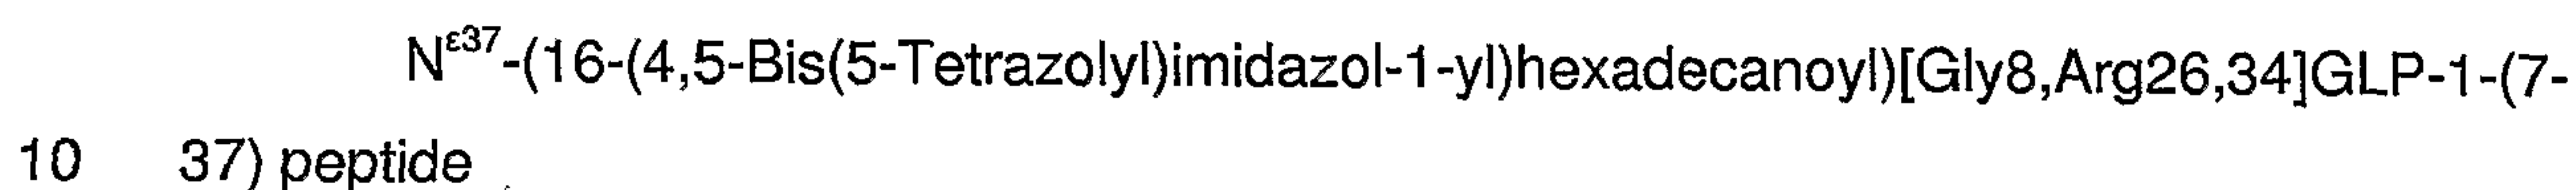 N^ε37-(16-(4,5-Bis(5-Tetrazolyl)imidazol-1-yl)hexadecanoyl)[Gly8,Arg26,34]GLP-1-(7-
10 37) peptide